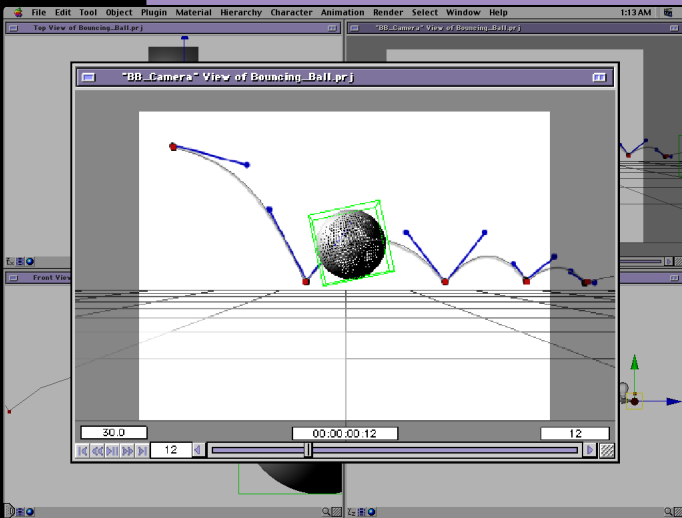 File Edit Tool Object Plugin Material Hierarchy Character Animation Render Select Window Help 1:13 AM
Top View of Bouncing_Ball.prj
"BB_Camera" View of Bouncing_Ball.prj
"BB_Camera" View of Bouncing_Ball.prj
Front View
30.0 00:00:00:12 12
12